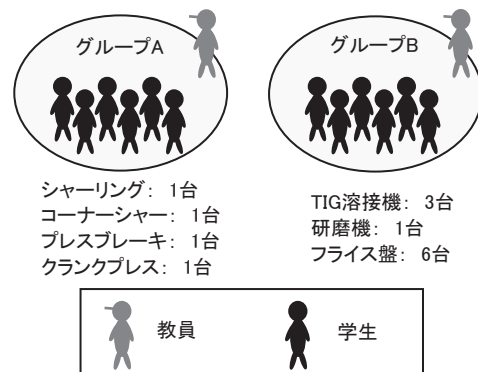 グループA
グループB
シャーリング： 1台
コーナーシャー： 1台
プレスブレーキ： 1台
クランクプレス： 1台
TIG溶接機： 3台
研磨機： 1台
フライス盤： 6台
教員
学生